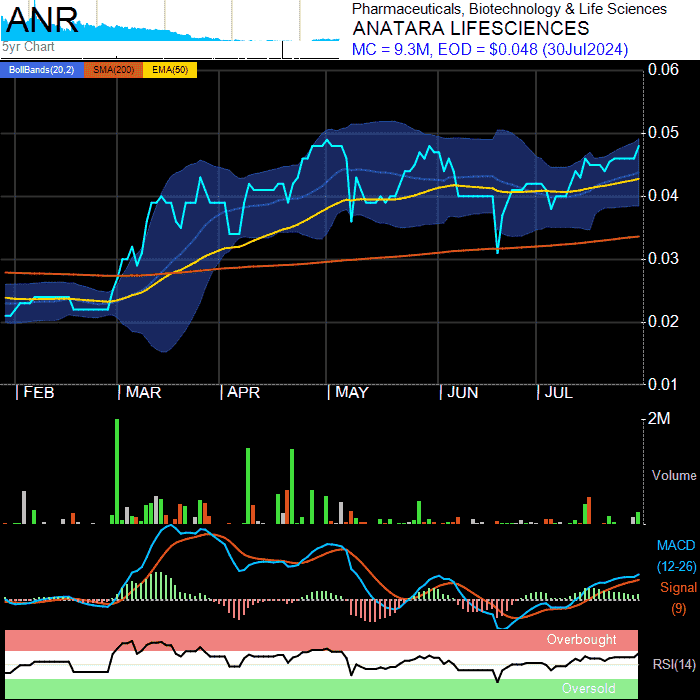 ANR
5yr Chart
Pharmaceuticals, Biotechnology & Life Sciences
ANATARA LIFESCIENCES
MC = 9.3M, EOD = $0.048 (30Jul2024)
BollBands(20,2) SMA(200) EMA(50)
0.06
0.05
0.04
0.03
0.02
0.01
FEB MAR APR MAY JUN JUL
2M
Volume
MACD
(12-26)
Signal
(9)
Overbought
RSI(14)
Oversold